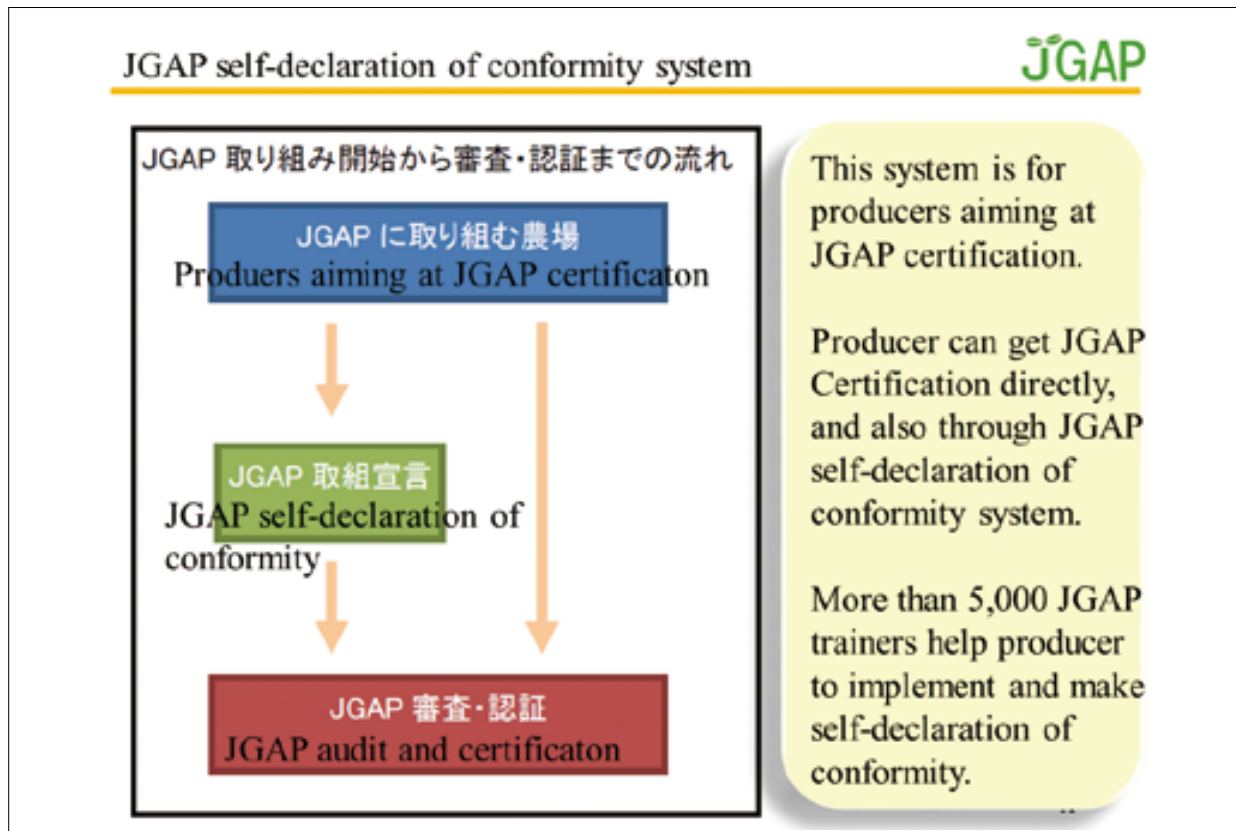 JGAP self-declaration of conformity system
JGAP
JGAP 取り組み開始から審査・認証までの流れ
JGAP に取り組む農場
Produers aiming at JGAP certificaton
JGAP 取組宣言
JGAP self-declaration of
conformity
JGAP 審査・認証
JGAP audit and certificaton
This system is for
producers aiming at
JGAP certification.
Producer can get JGAP
Certification directly,
and also through JGAP
self-declaration of
conformity system.
More than 5,000 JGAP
trainers help producer
to implement and make
self-declaration of
conformity.